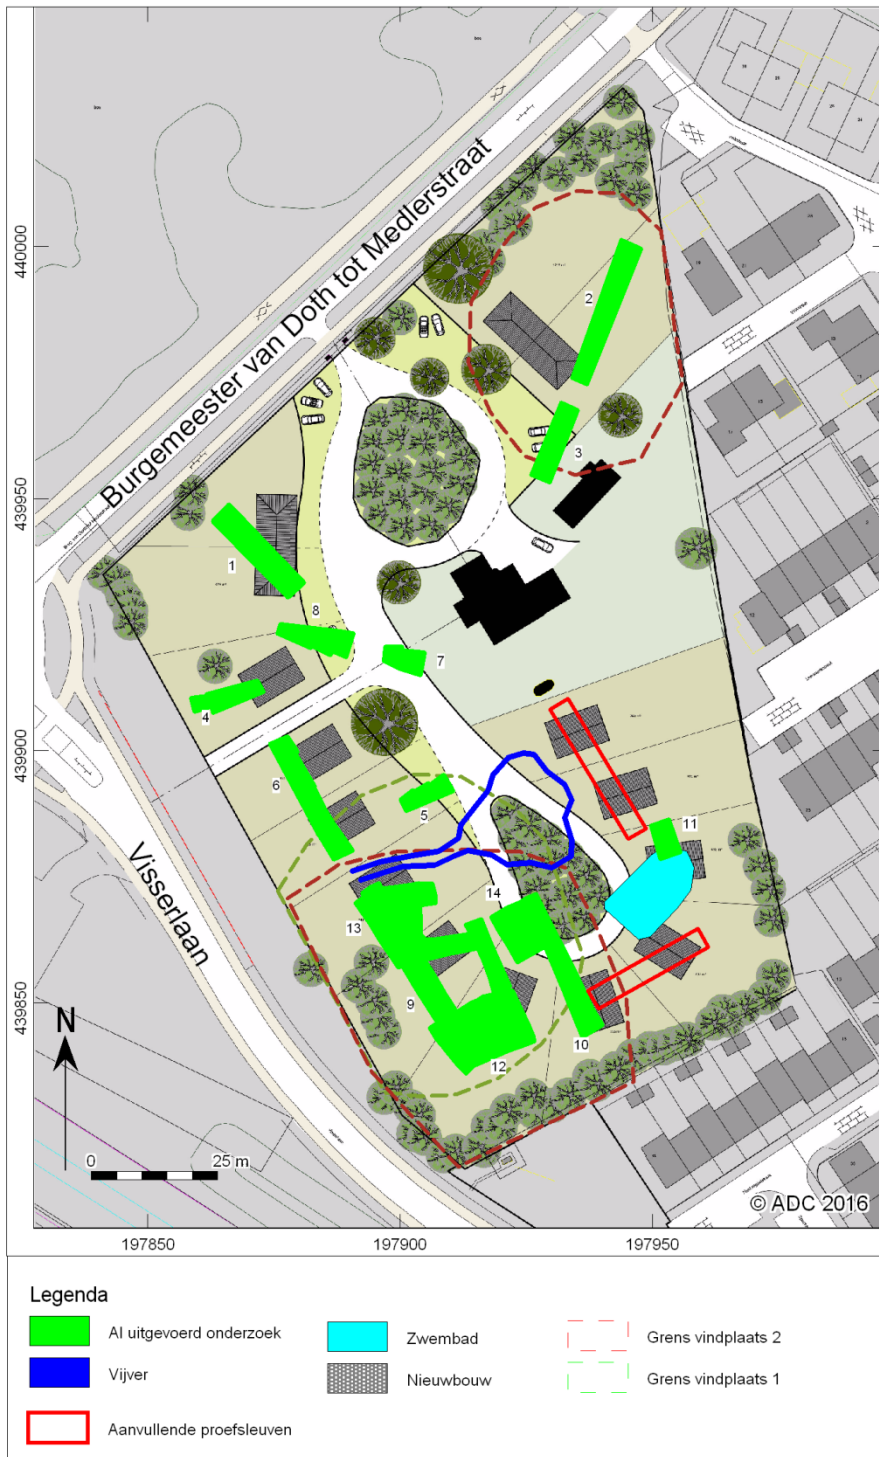 Burgemeester van Doth tot Medlerstraat
440000
2
3
439950
1
8
7
4
439900
6
5
11
14
13
Visserlaan
9
439850
12
10
N
0 25 m
© ADC 2016
197850 197900 197950
Legenda
Al uitgevoerd onderzoek
Zwembad
Grens vindplaats 2
Vijver
Nieuwbouw
Grens vindplaats 1
Aanvullende proefsleuven